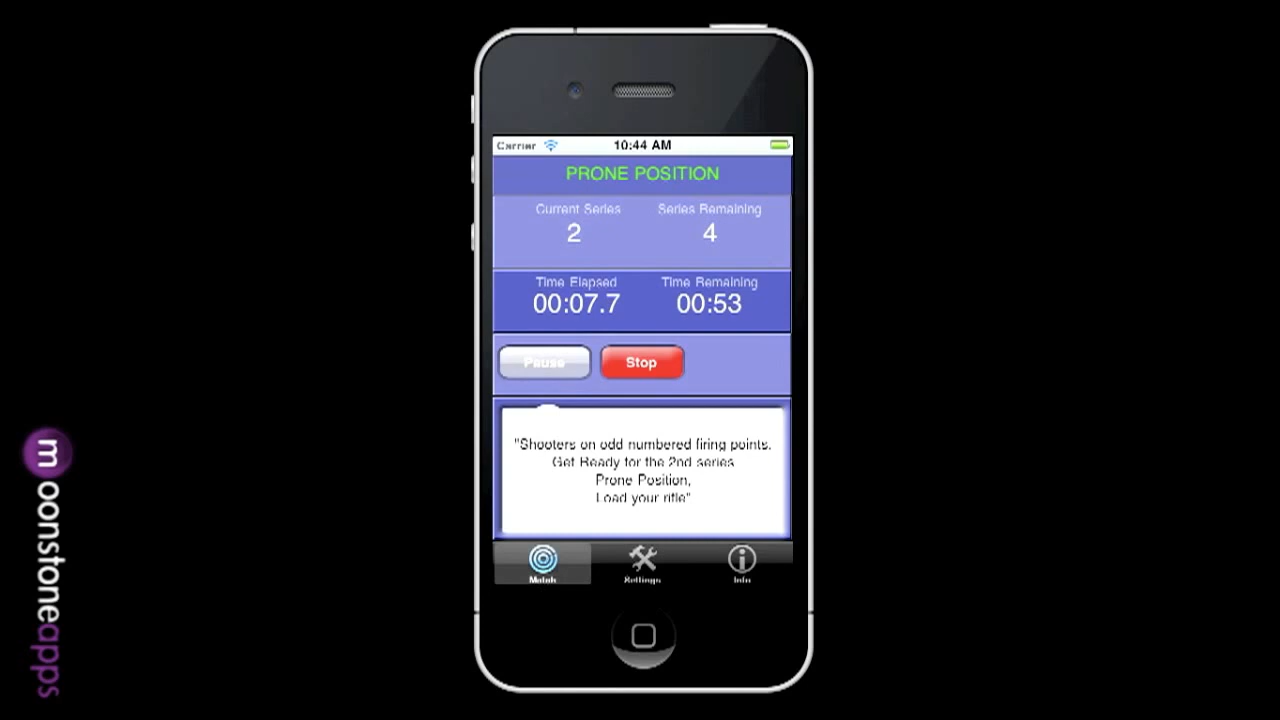 Carrier 10:44 AM
PRONE POSITION
Current Series Series Remaining
2 4
Time Elapsed Time Remaining
00:07.7 00:53
Pause Stop
"Shooters on odd numbered firing points.
Get Ready for the 2nd series
Prone Position,
Load your rifle"
Match Settings Info
moonstoneapps